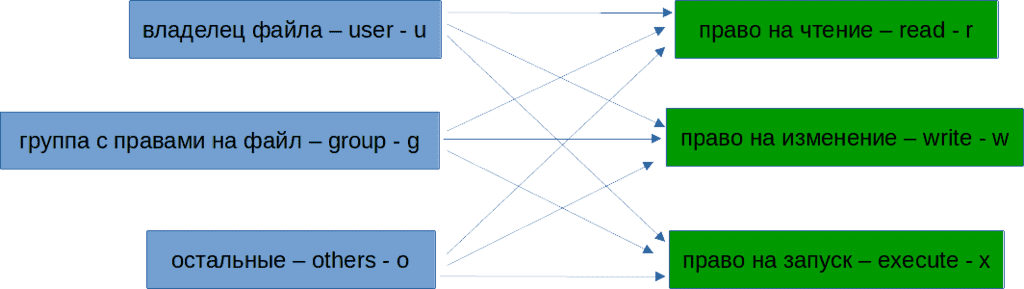 владелец файла – user - u
право на чтение – read - r
группа с правами на файл – group - g
право на изменение – write - w
остальные – others - o
право на запуск – execute - x